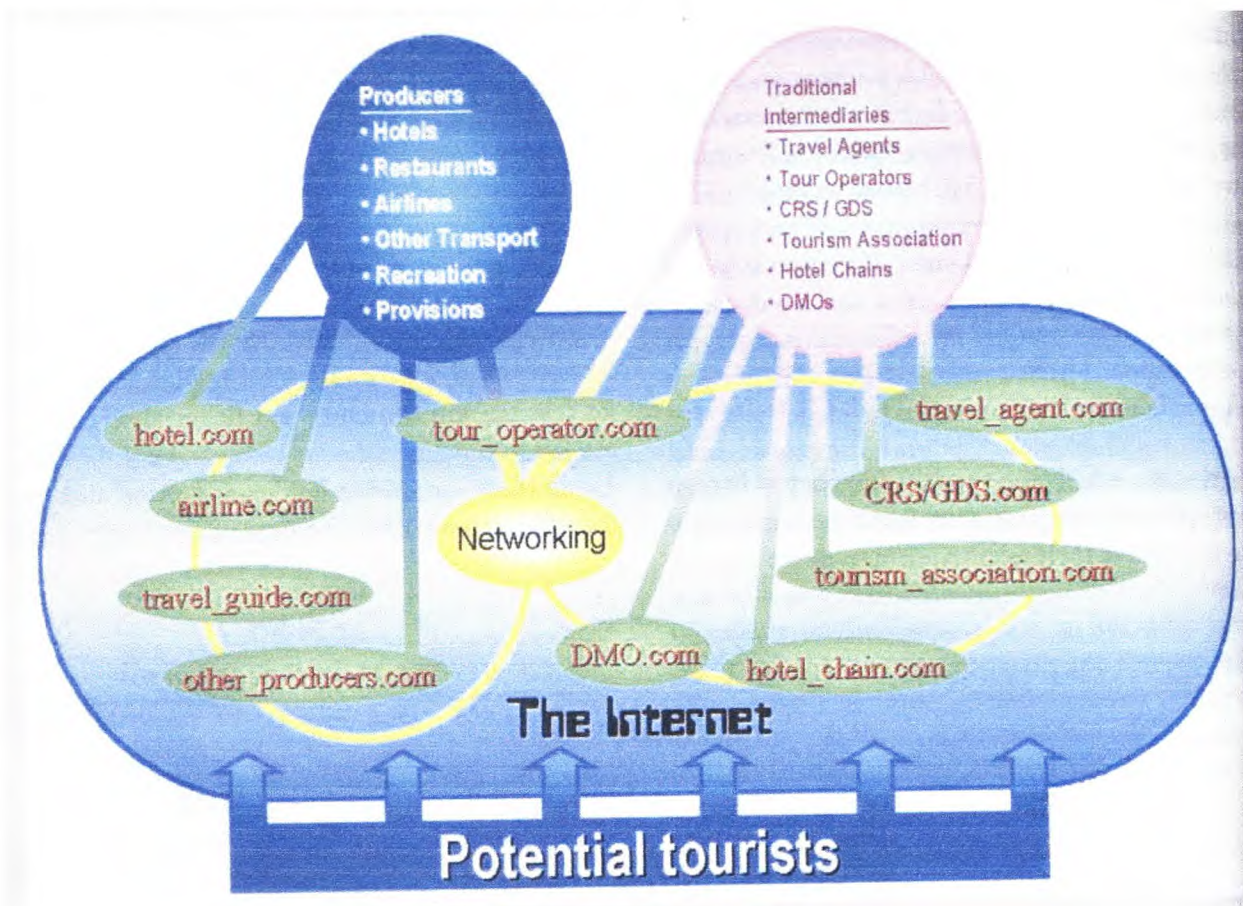 Producers
• Hotels
• Restaurants
• Airlines
• Other Transport
• Recreation
• Provisions
Traditional
Intermediaries
• Travel Agents
• Tour Operators
• CRS / GDS
• Tourism Association
• Hotel Chains
• DMOs
hotel.com
tour_operator.com
travel_agent.com
airline.com
CRS/GDS.com
Networking
travel_guide.com
tourism_association.com
other_producers.com
DMO.com
hotel_chain.com
The Internet
Potential tourists